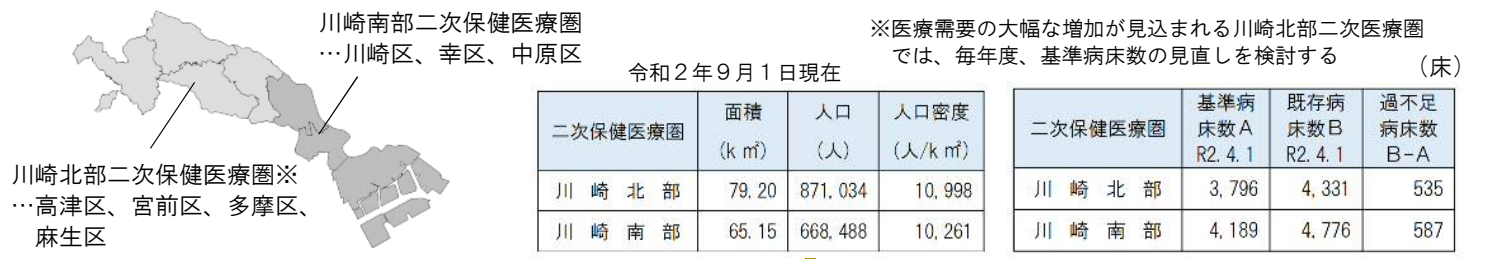 川崎南部二次保健医療圏
…川崎区、幸区、中原区
川崎北部二次保健医療圏※
…高津区、宮前区、多摩区、
麻生区
令和２年９月１日現在
二次保健医療圏 面積（k㎡） 人口（人） 人口密度（人/k㎡）
川崎北部 79.20 871,034 10,998
川崎南部 65.15 668,488 10,261
※医療需要の大幅な増加が見込まれる川崎北部二次医療圏
では、毎年度、基準病床数の見直しを検討する
（床）
二次保健医療圏 基準病床数Ａ R2.4.1 既存病床数Ｂ R2.4.1 過不足病床数Ｂ－Ａ
川崎北部 3,796 4,331 535
川崎南部 4,189 4,776 587